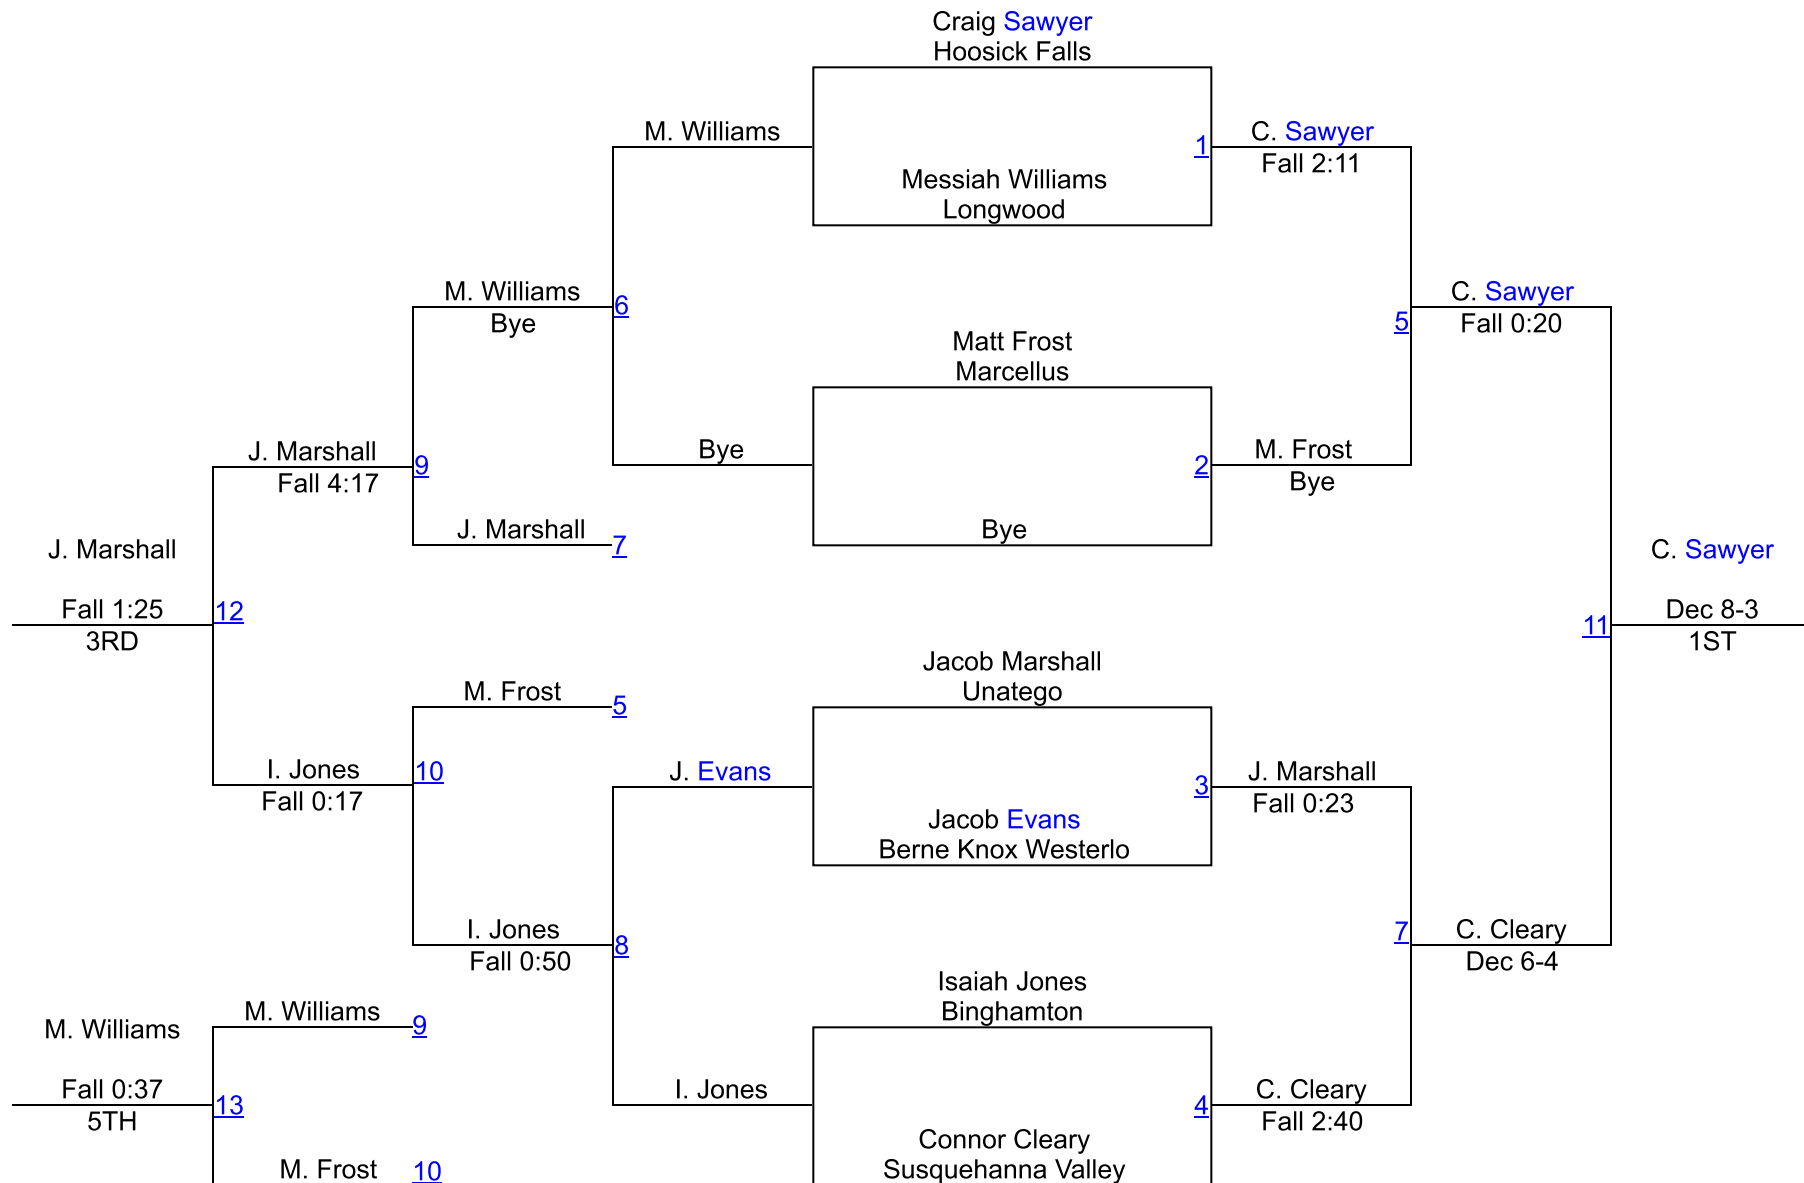 Craig Sawyer
Hoosick Falls
M. Williams
1
C. Sawyer
Fall 2:11
Messiah Williams
Longwood
M. Williams
Bye
6
C. Sawyer
Fall 0:20
5
Matt Frost
Marcellus
J. Marshall
Fall 4:17
9
Bye
2
M. Frost
Bye
J. Marshall
7
Bye
J. Marshall
Fall 1:25
3RD
12
C. Sawyer
Dec 8-3
1ST
11
Jacob Marshall
Unatego
M. Frost
5
I. Jones
Fall 0:17
10
J. Evans
3
J. Marshall
Fall 0:23
Jacob Evans
Berne Knox Westerlo
I. Jones
Fall 0:50
8
7
C. Cleary
Dec 6-4
Isaiah Jones
Binghamton
M. Williams
9
M. Williams
Fall 0:37
5TH
13
I. Jones
4
C. Cleary
Fall 2:40
Connor Cleary
Susquehanna Valley
M. Frost
10